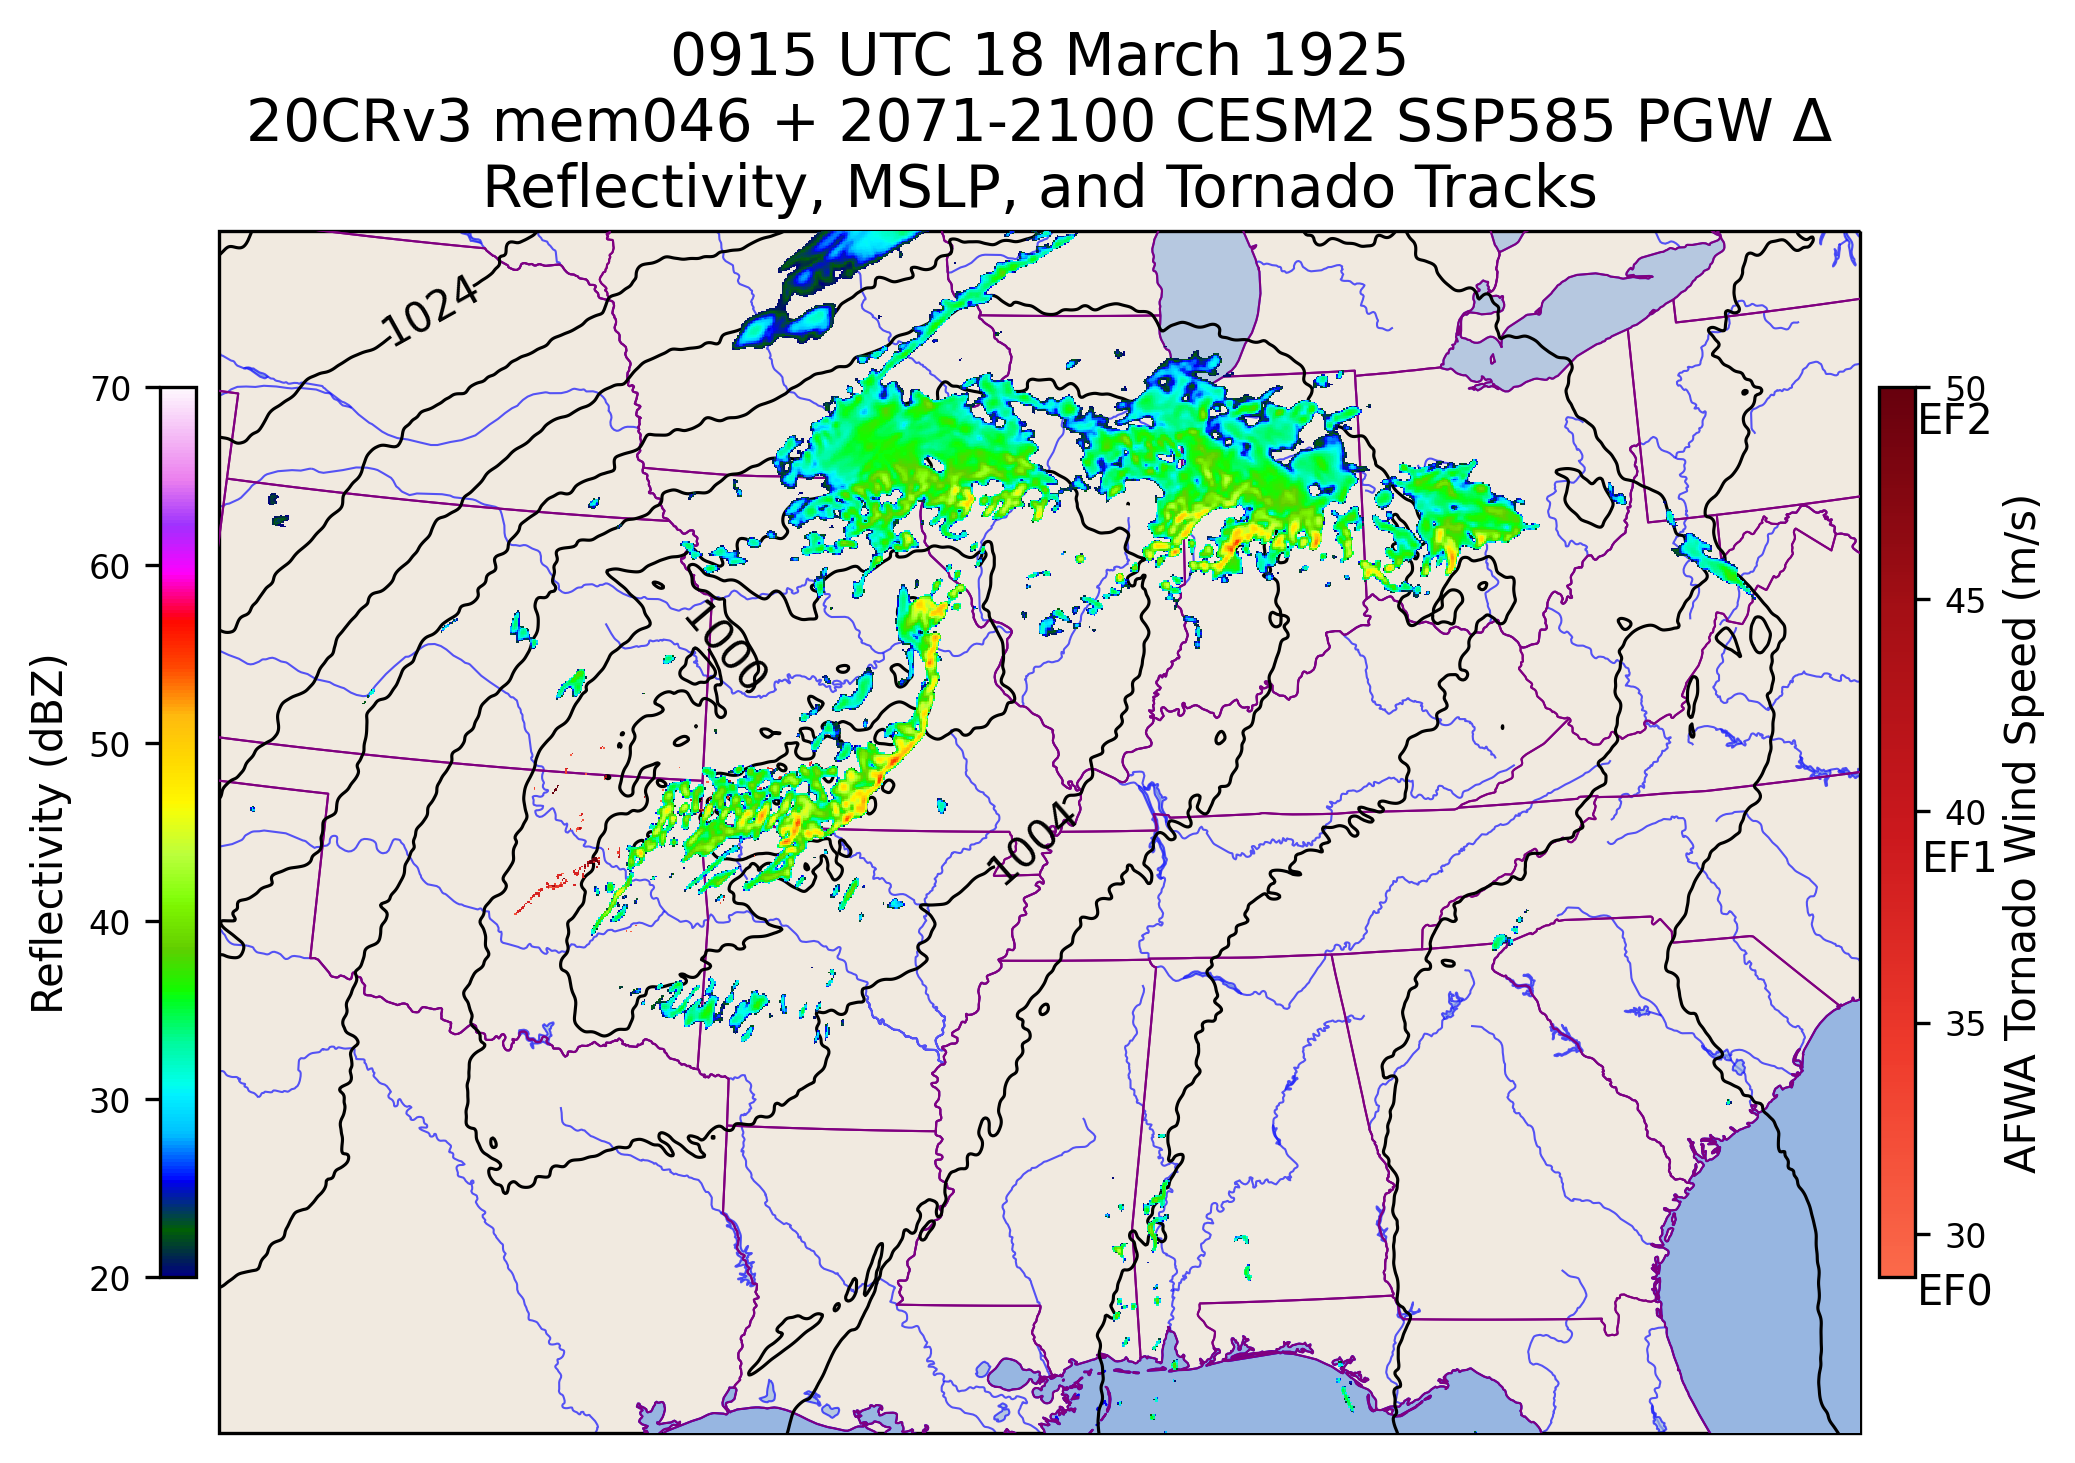 0915 UTC 18 March 1925
20CRv3 mem046 + 2071-2100 CESM2 SSP585 PGW Δ
Reflectivity, MSLP, and Tornado Tracks
1024
1000
1004
70
60
50
40
30
20
Reflectivity (dBZ)
50
EF2
45
40
EF1
35
30
EF0
AFWA Tornado Wind Speed (m/s)